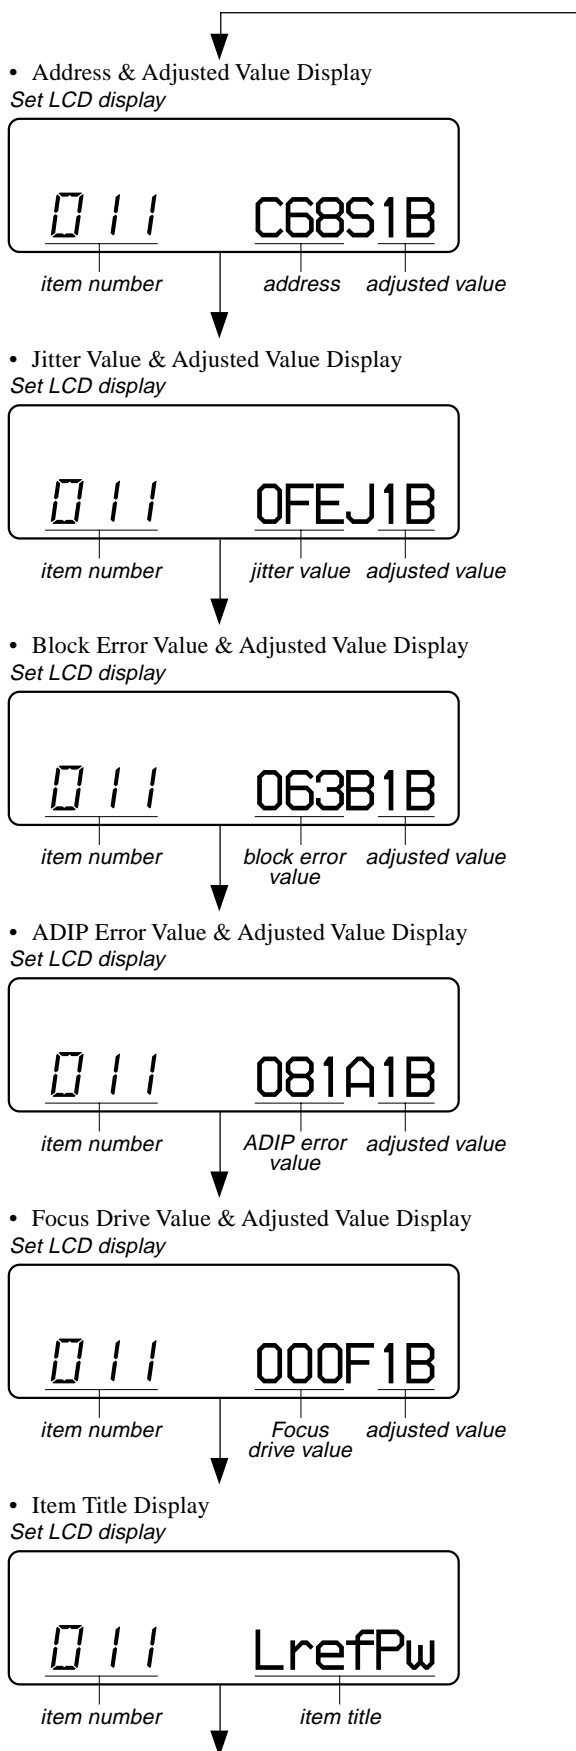 • Address & Adjusted Value Display
Set LCD display
011 C68S1B
item number address adjusted value
• Jitter Value & Adjusted Value Display
Set LCD display
011 0FEJ1B
item number jitter value adjusted value
• Block Error Value & Adjusted Value Display
Set LCD display
011 063B1B
item number block error value adjusted value
• ADIP Error Value & Adjusted Value Display
Set LCD display
011 081A1B
item number ADIP error value adjusted value
• Focus Drive Value & Adjusted Value Display
Set LCD display
011 000F1B
item number Focus drive value adjusted value
• Item Title Display
Set LCD display
011 LrefPw
item number item title